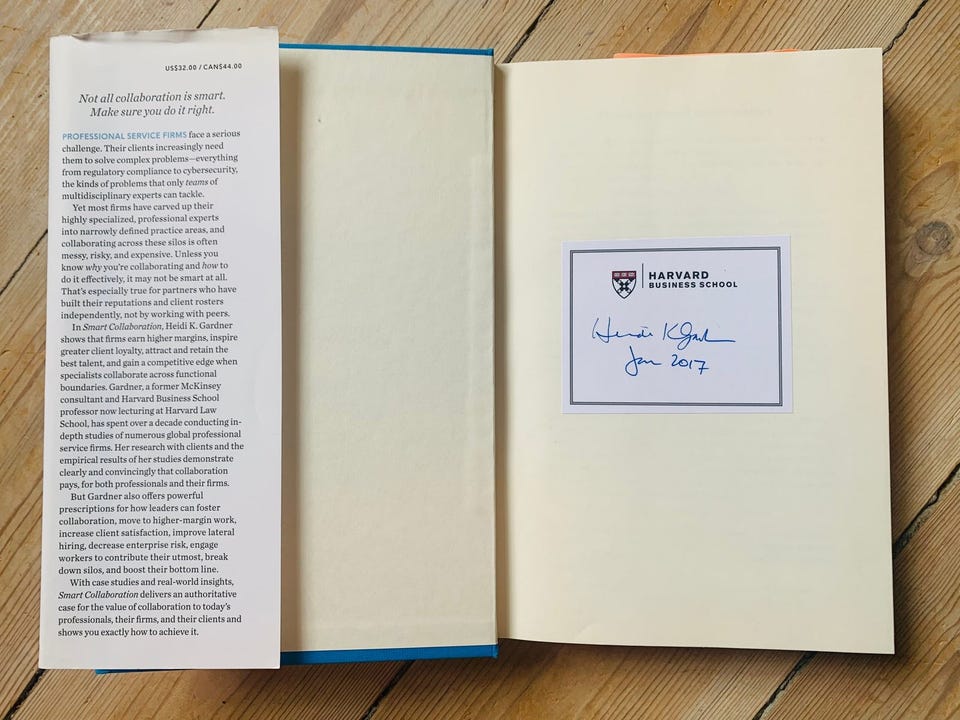 US$32.00 / CAN$44.00
Not all collaboration is smart.
Make sure you do it right.
PROFESSIONAL SERVICE FIRMS face a serious
challenge. Their clients increasingly need
them to solve complex problems—everything
from regulatory compliance to cybersecurity,
the kinds of problems that only teams of
multidisciplinary experts can tackle.
Yet most firms have carved up their
highly specialized, professional experts
into narrowly defined practice areas, and
collaborating across these silos is often
messy, risky, and expensive. Unless you
know why you're collaborating and how to
do it effectively, it may not be smart at all.
That's especially true for partners who have
built their reputations and client rosters
independently, not by working with peers.
In Smart Collaboration, Heidi K. Gardner
shows that firms earn higher margins, inspire
greater client loyalty, attract and retain the
best talent, and gain a competitive edge when
specialists collaborate across functional
boundaries. Gardner, a former McKinsey
consultant and Harvard Business School
professor now lecturing at Harvard Law
School, has spent over a decade conducting in-
depth studies of numerous global professional
service firms. Her research with clients and the
empirical results of her studies demonstrate
clearly and convincingly that collaboration
pays, for both professionals and their firms.
But Gardner also offers powerful
prescriptions for how leaders can foster
collaboration, move to higher-margin work,
increase client satisfaction, improve lateral
hiring, decrease enterprise risk, engage
workers to contribute their utmost, break
down silos, and boost their bottom line.
With case studies and real-world insights,
Smart Collaboration delivers an authoritative
case for the value of collaboration to today's
professionals, their firms, and their clients and
shows you exactly how to achieve it.
HARVARD
BUSINESS SCHOOL
Heidi K Gardner
Jan 2017